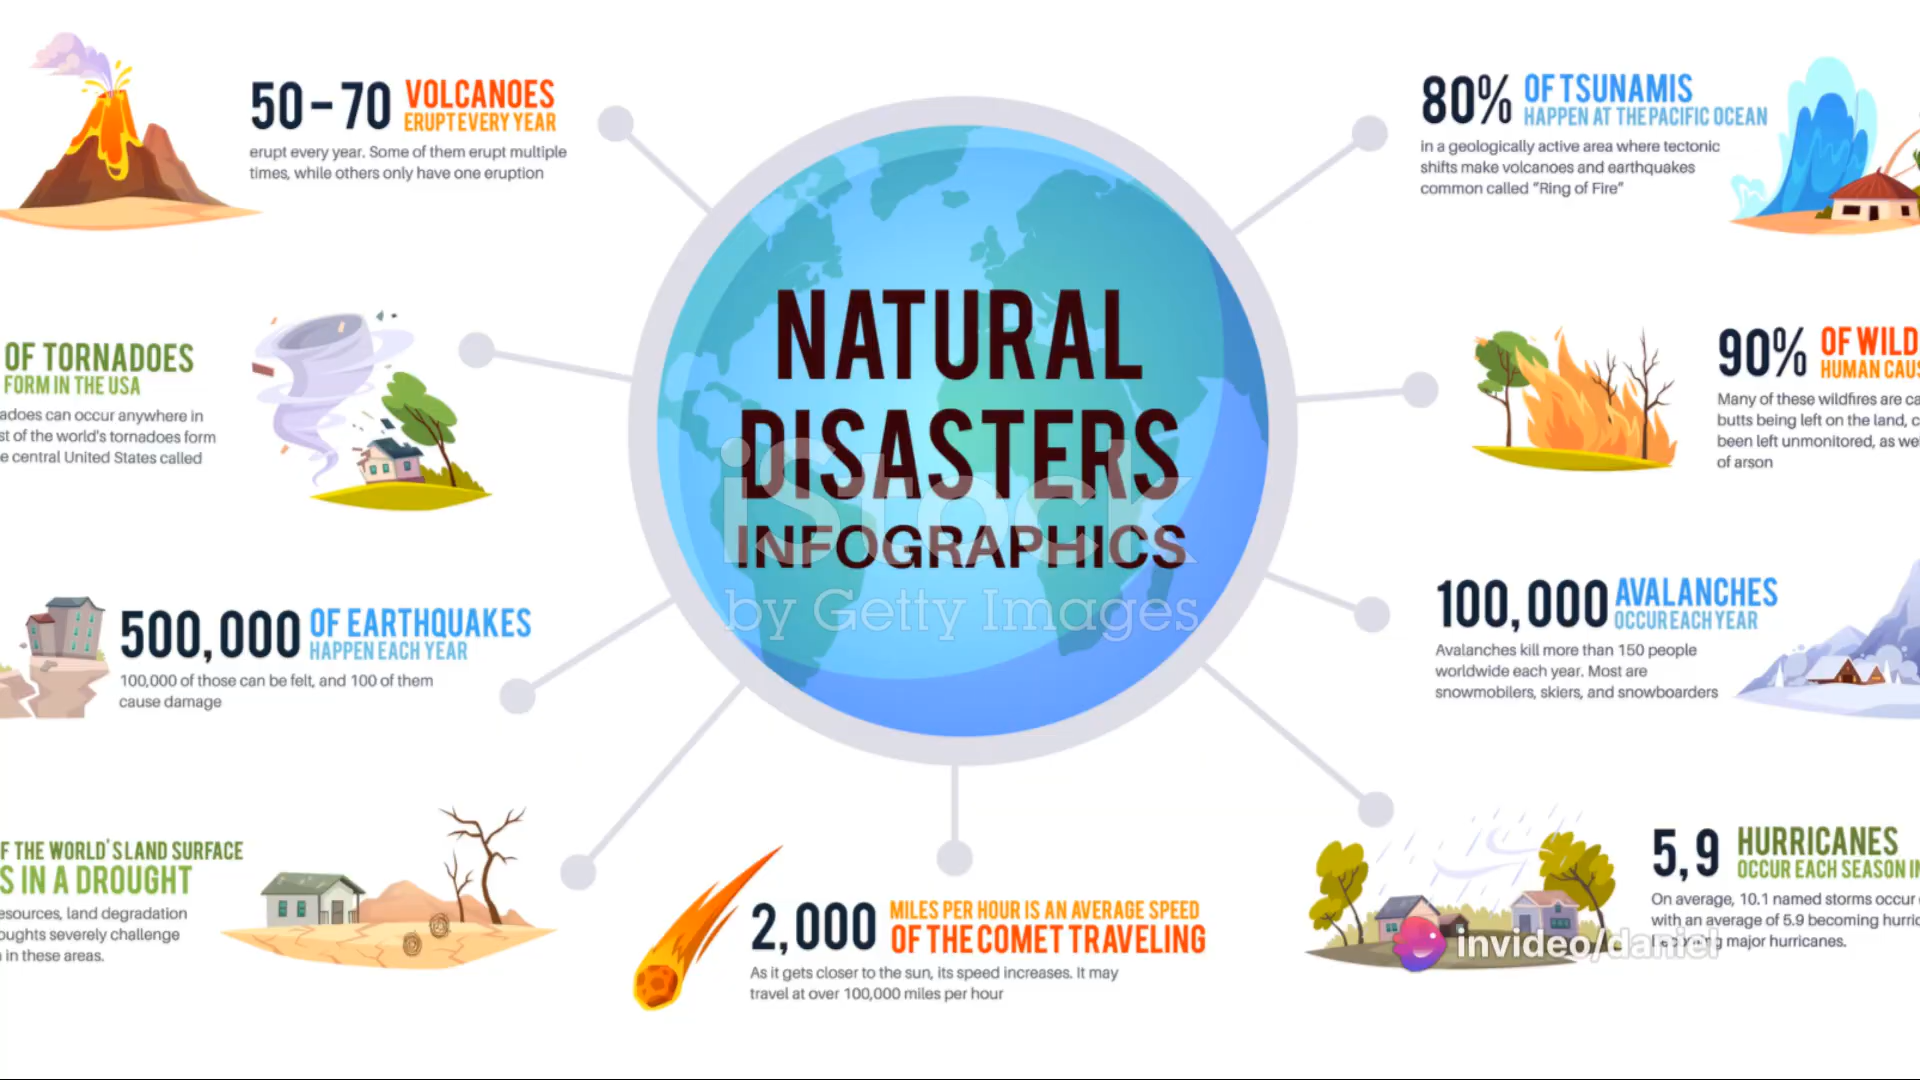 50-70 VOLCANOES
ERUPT EVERY YEAR
erupt every year. Some of them erupt multiple
times, while others only have one eruption
OF TORNADOES
FORM IN THE USA
can occur anywhere in
of the world's tornadoes form
central United States called
500,000 OF EARTHQUAKES
HAPPEN EACH YEAR
100,000 of those can be felt, and 100 of them
cause damage
THE WORLD'S LAND SURFACE
IN A DROUGHT
land degradation
severely challenge
in these areas.
NATURAL
DISASTERS
INFOGRAPHICS
iStock
by Getty Images
2,000 MILES PER HOUR IS AN AVERAGE SPEED
OF THE COMET TRAVELING
As it gets closer to the sun, its speed increases. It may
travel at over 100,000 miles per hour
80% OF TSUNAMIS
HAPPEN AT THE PACIFIC OCEAN
in a geologically active area where tectonic
shifts make volcanoes and earthquakes
common called “Ring of Fire”
90% OF WILD
HUMAN
Many of these wildfires are
butts being left on the land,
been left unmonitored, as
of arson
100,000 AVALANCHES
OCCUR EACH YEAR
Avalanches kill more than 150 people
worldwide each year. Most are
snowmobilers, skiers, and snowboarders
5,9 HURRICANES
OCCUR EACH SEASON
On average, 10.1 named storms occur
with an average of 5.9 becoming
becoming major hurricanes.
invideo/daniel